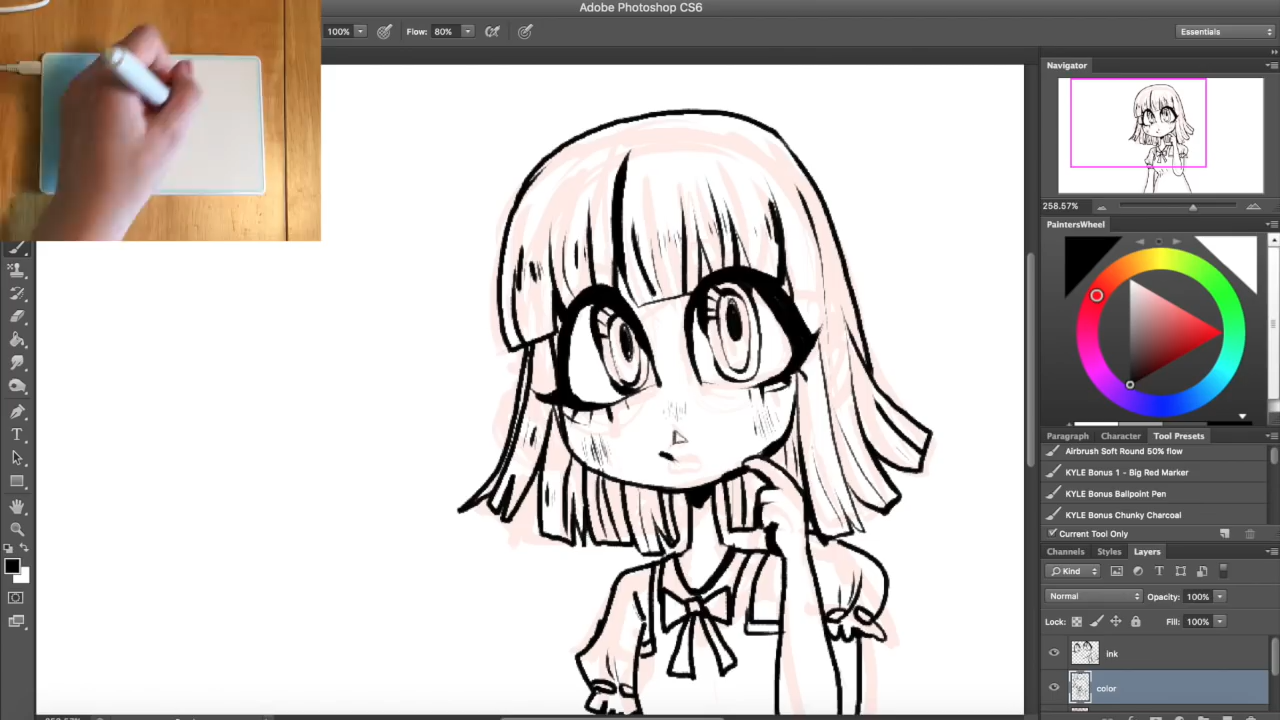 Adobe Photoshop CS6
100%
Flow: 80%
Essentials
Navigator
258.57%
PaintersWheel
Paragraph Character Tool Presets
Airbrush Soft Round 50% flow
KYLE Bonus 1 - Big Red Marker
KYLE Bonus Ballpoint Pen
KYLE Bonus Chunky Charcoal
Current Tool Only
Channels Styles Layers
Kind
Normal Opacity: 100%
Lock: Fill: 100%
ink
color
T